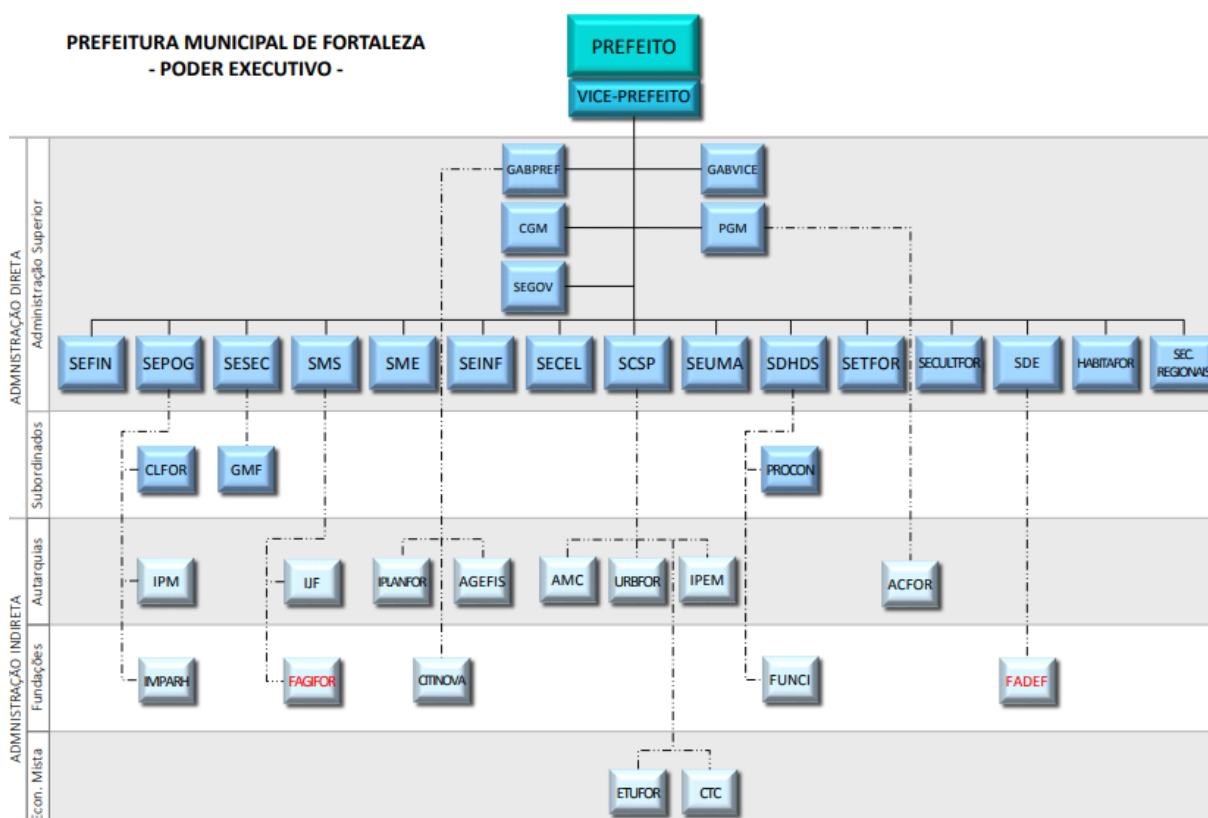 PREFEITURA MUNICIPAL DE FORTALEZA
- PODER EXECUTIVO -
PREFEITO
VICE-PREFEITO
ADMNISTRAÇÃO DIRETA
Administração Superior
GABPREF
GABVICE
CGM
PGM
SEGOV
SEFIN
SEPOG
SESEC
SMS
SME
SEINF
SECEL
SCSP
SEUMA
SDHDS
SETFOR
SECULTFOR
SDE
HABITAFOR
SEC.
REGIONAIS
Subordinados
CLFOR
GMF
PROCON
ADMNISTRAÇÃO INDIRETA
Autarquias
IPM
IJF
IPLANFOR
AGEFIS
AMC
URBFOR
IPEM
ACFOR
Fundações
IMPARH
FAGIFOR
CITINOVA
FUNCI
FADEF
Econ. Mista
ETUFOR
CTC